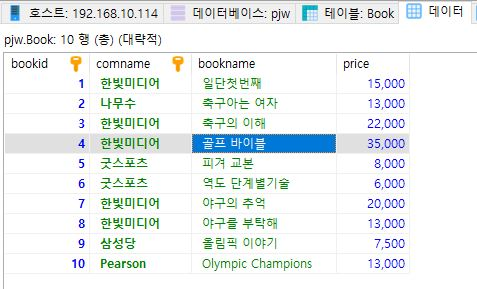 호스트: 192.168.10.114 데이터베이스: pjw 테이블: Book 데이터
pjw.Book: 10 행 (총) (대략적)
bookid comname bookname price
1 한빛미디어 일단첫번째 15,000
2 나무수 축구아는 여자 13,000
3 한빛미디어 축구의 이해 22,000
4 한빛미디어 골프 바이블 35,000
5 굿스포츠 피겨 교본 8,000
6 굿스포츠 역도 단계별기술 6,000
7 한빛미디어 야구의 추억 20,000
8 한빛미디어 야구를 부탁해 13,000
9 삼성당 올림픽 이야기 7,500
10 Pearson Olympic Champions 13,000